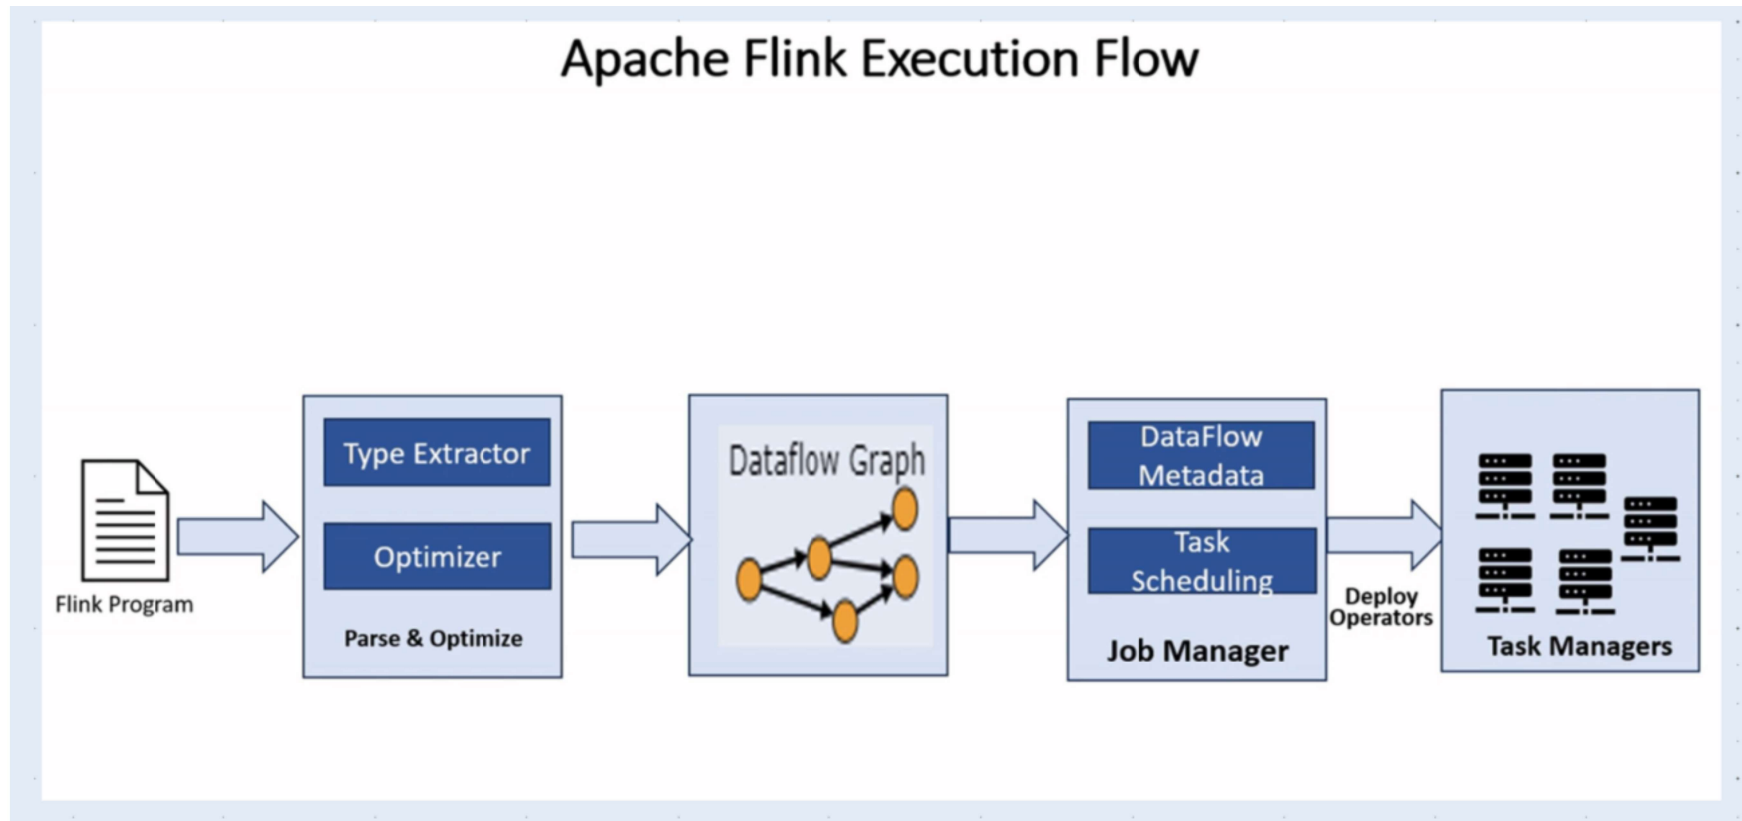 Apache Flink Execution Flow
Flink Program
Type Extractor
Optimizer
Parse & Optimize
Dataflow Graph
DataFlow
Metadata
Task
Scheduling
Job Manager
Deploy
Operators
Task Managers